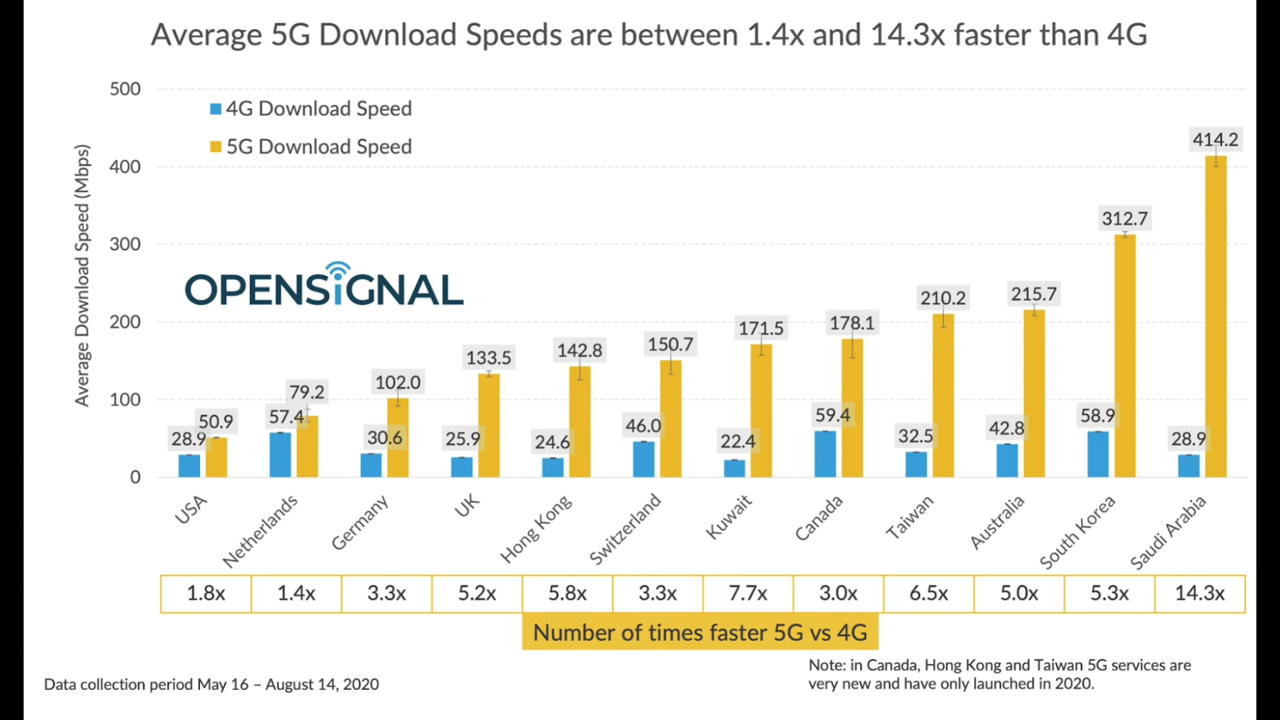 Average 5G Download Speeds are between 1.4x and 14.3x faster than 4G
Average Download Speed (Mbps)
500
400
300
200
100
0
4G Download Speed
5G Download Speed
OPENSIGNAL
28.9 50.9
57.4 79.2
30.6 102.0
25.9 133.5
24.6 142.8
46.0 150.7
22.4 171.5
59.4 178.1
32.5 210.2
42.8 215.7
58.9 312.7
28.9 414.2
USA
Netherlands
Germany
UK
Hong Kong
Switzerland
Kuwait
Canada
Taiwan
Australia
South Korea
Saudi Arabia
1.8x 1.4x 3.3x 5.2x 5.8x 3.3x 7.7x 3.0x 6.5x 5.0x 5.3x 14.3x
Number of times faster 5G vs 4G
Note: in Canada, Hong Kong and Taiwan 5G services are
very new and have only launched in 2020.
Data collection period May 16 – August 14, 2020